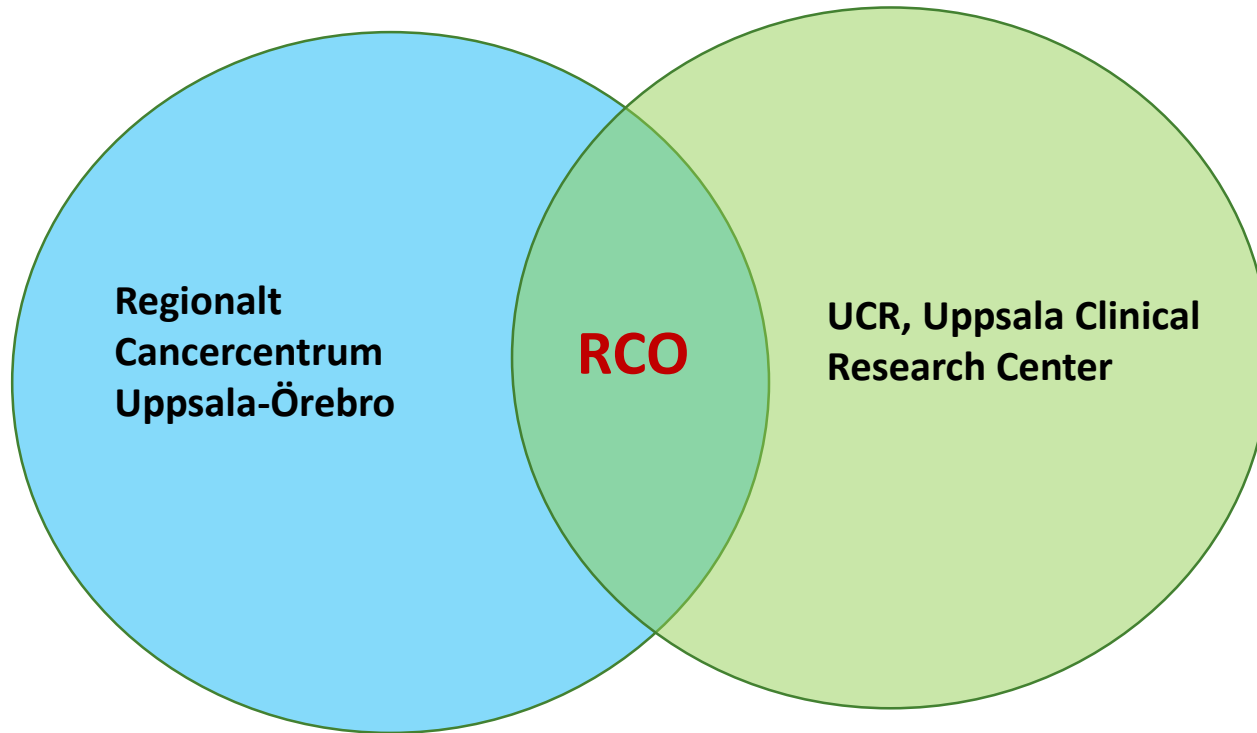 Regionalt
Cancercentrum
Uppsala-Örebro
RCO
UCR, Uppsala Clinical
Research Center